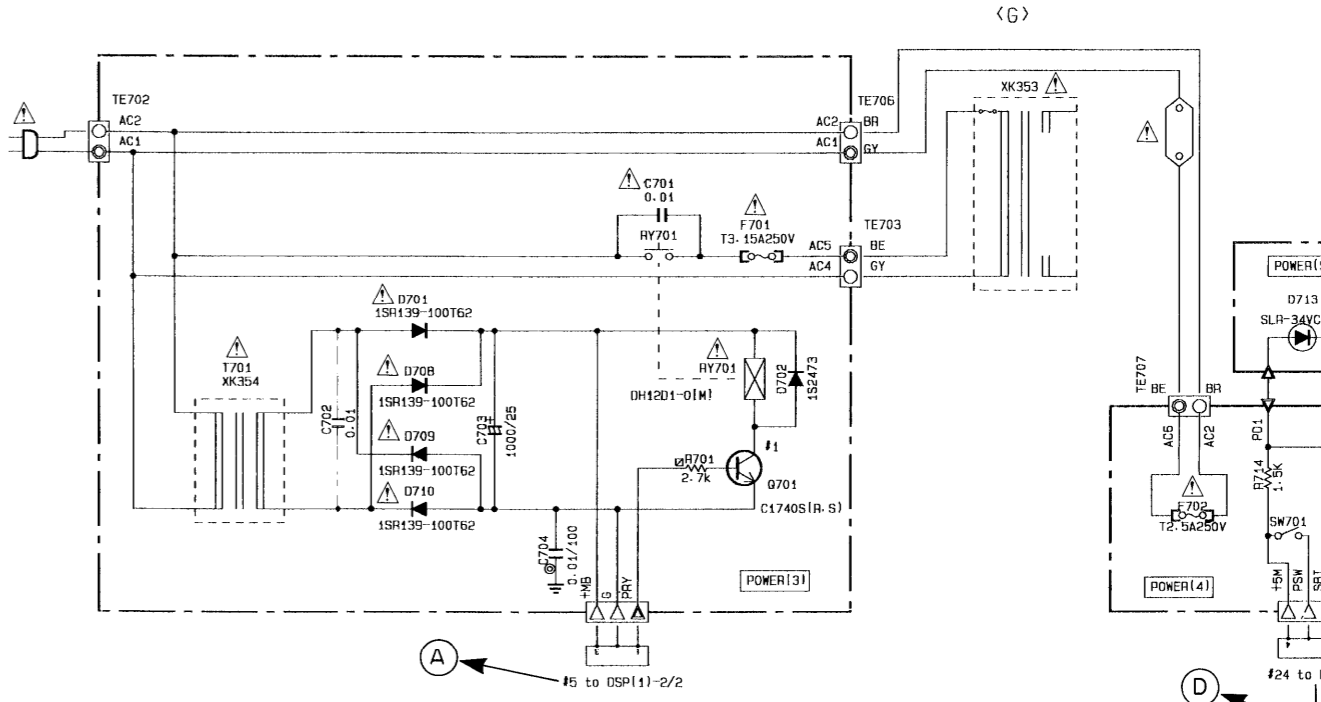 〈G〉
TE702
AC2
AC1
TE706
AC2
BR
AC1
GY
XK353
C701
0.01
RY701
F701
T3.15A250V
TE703
AC5
BE
AC4
GY
POWER(
D713
SLR-34VC
D701
1SR139-100T62
T701
XK354
D708
1SR139-100T62
C702
0.01
D709
1SR139-100T62
C703
1000/25
D710
1SR139-100T62
RY701
DH12D1-0(M)
D702
1S2473
#1
R701
2.7k
Q701
C1740S(R,S)
C704
0.01/100
+MB
G
PRY
POWER(3)
A
#5 to DSP(1)-2/2
TE707
BE
BR
AC6
AC2
PD1
R714
1.5K
F702
T2.5A250V
SW701
+5M
PSW
POWER(4)
#24 to
D